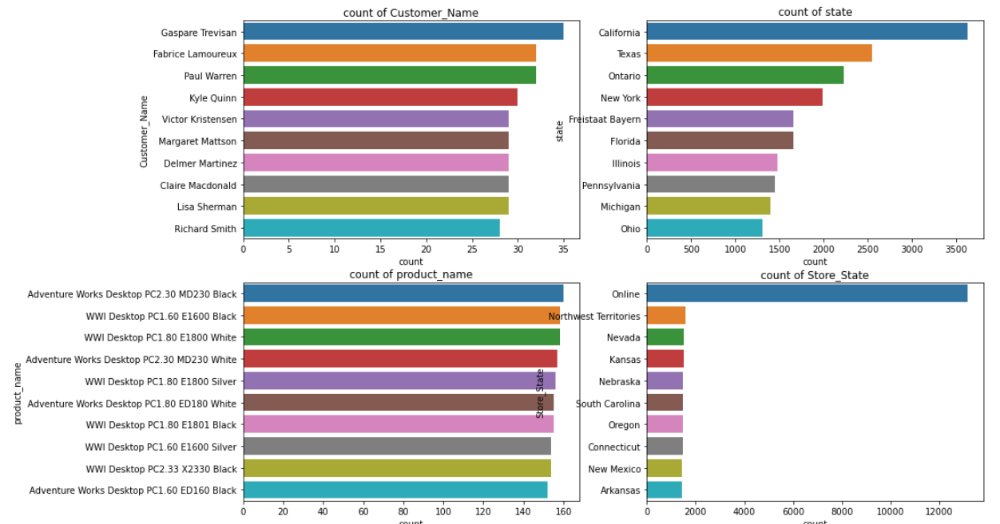 count of Customer_Name
Gaspare Trevisan
Fabrice Lamoureux
Paul Warren
Kyle Quinn
Victor Kristensen
Margaret Mattson
Delmer Martinez
Claire Macdonald
Lisa Sherman
Richard Smith
Customer_Name
0 5 10 15 20 25 30 35
count
count of state
California
Texas
Ontario
New York
Freistaat Bayern
Florida
Illinois
Pennsylvania
Michigan
Ohio
state
0 500 1000 1500 2000 2500 3000 3500
count
count of product_name
Adventure Works Desktop PC2.30 MD230 Black
WWI Desktop PC1.60 E1600 Black
WWI Desktop PC1.80 E1800 White
Adventure Works Desktop PC2.30 MD230 White
WWI Desktop PC1.80 E1800 Silver
Adventure Works Desktop PC1.80 ED180 White
WWI Desktop PC1.80 E1801 Black
WWI Desktop PC1.60 E1600 Silver
WWI Desktop PC2.33 X2330 Black
Adventure Works Desktop PC1.60 ED160 Black
product_name
0 20 40 60 80 100 120 140 160
count
count of Store_State
Online
Northwest Territories
Nevada
Kansas
Nebraska
South Carolina
Oregon
Connecticut
New Mexico
Arkansas
Store_State
0 2000 4000 6000 8000 10000 12000
count